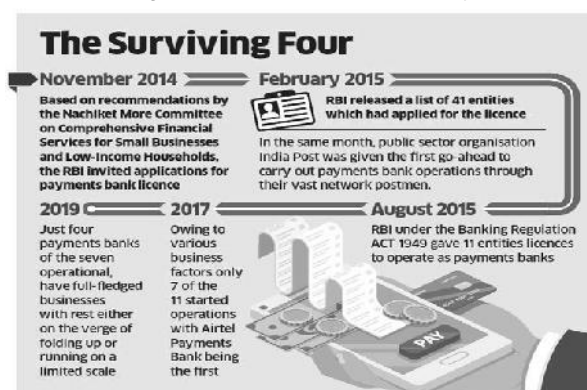 The Surviving Four
November 2014
Based on recommendations by
the Nachiket More Committee
on Comprehensive Financial
Services for Small Businesses
and Low-Income Households,
the RBI invited applications for
payments bank licence
February 2015
RBI released a list of 41 entities
which had applied for the licence
In the same month, public sector organisation
India Post was given the first go-ahead to
carry out payments bank operations through
their vast network postmen.
August 2015
RBI under the Banking Regulation
ACT 1949 gave 11 entities licences
to operate as payments banks
2017
Owing to
various
business
factors only
7 of the
11 started
operations
with Airtel
Payments
Bank being
the first
2019
Just four
payments banks
of the seven
operational,
have full-fledged
businesses
with rest either
on the verge of
folding up or
running on a
limited scale
PAY